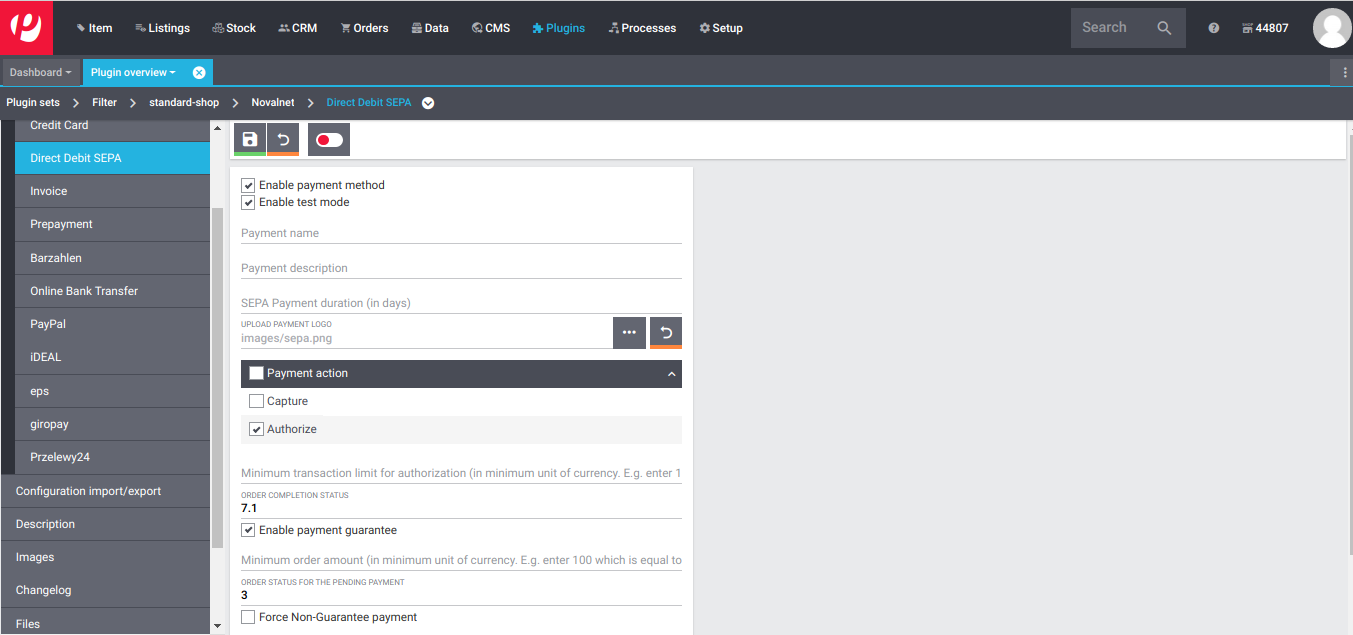 Item Listings Stock CRM Orders Data CMS Plugins Processes Setup Search 44807
Dashboard Plugin overview
Plugin sets > Filter > standard-shop > Novalnet > Direct Debit SEPA
Credit Card
Direct Debit SEPA
Invoice
Prepayment
Barzahlen
Online Bank Transfer
PayPal
iDEAL
eps
giropay
Przelewy24
Configuration import/export
Description
Images
Changelog
Files
Enable payment method
Enable test mode
Payment name
Payment description
SEPA Payment duration (in days)
UPLOAD PAYMENT LOGO
images/sepa.png
Payment action
Capture
Authorize
Minimum transaction limit for authorization (in minimum unit of currency. E.g. enter 1
ORDER COMPLETION STATUS
7.1
Enable payment guarantee
Minimum order amount (in minimum unit of currency. E.g. enter 100 which is equal to
ORDER STATUS FOR THE PENDING PAYMENT
3
Force Non-Guarantee payment